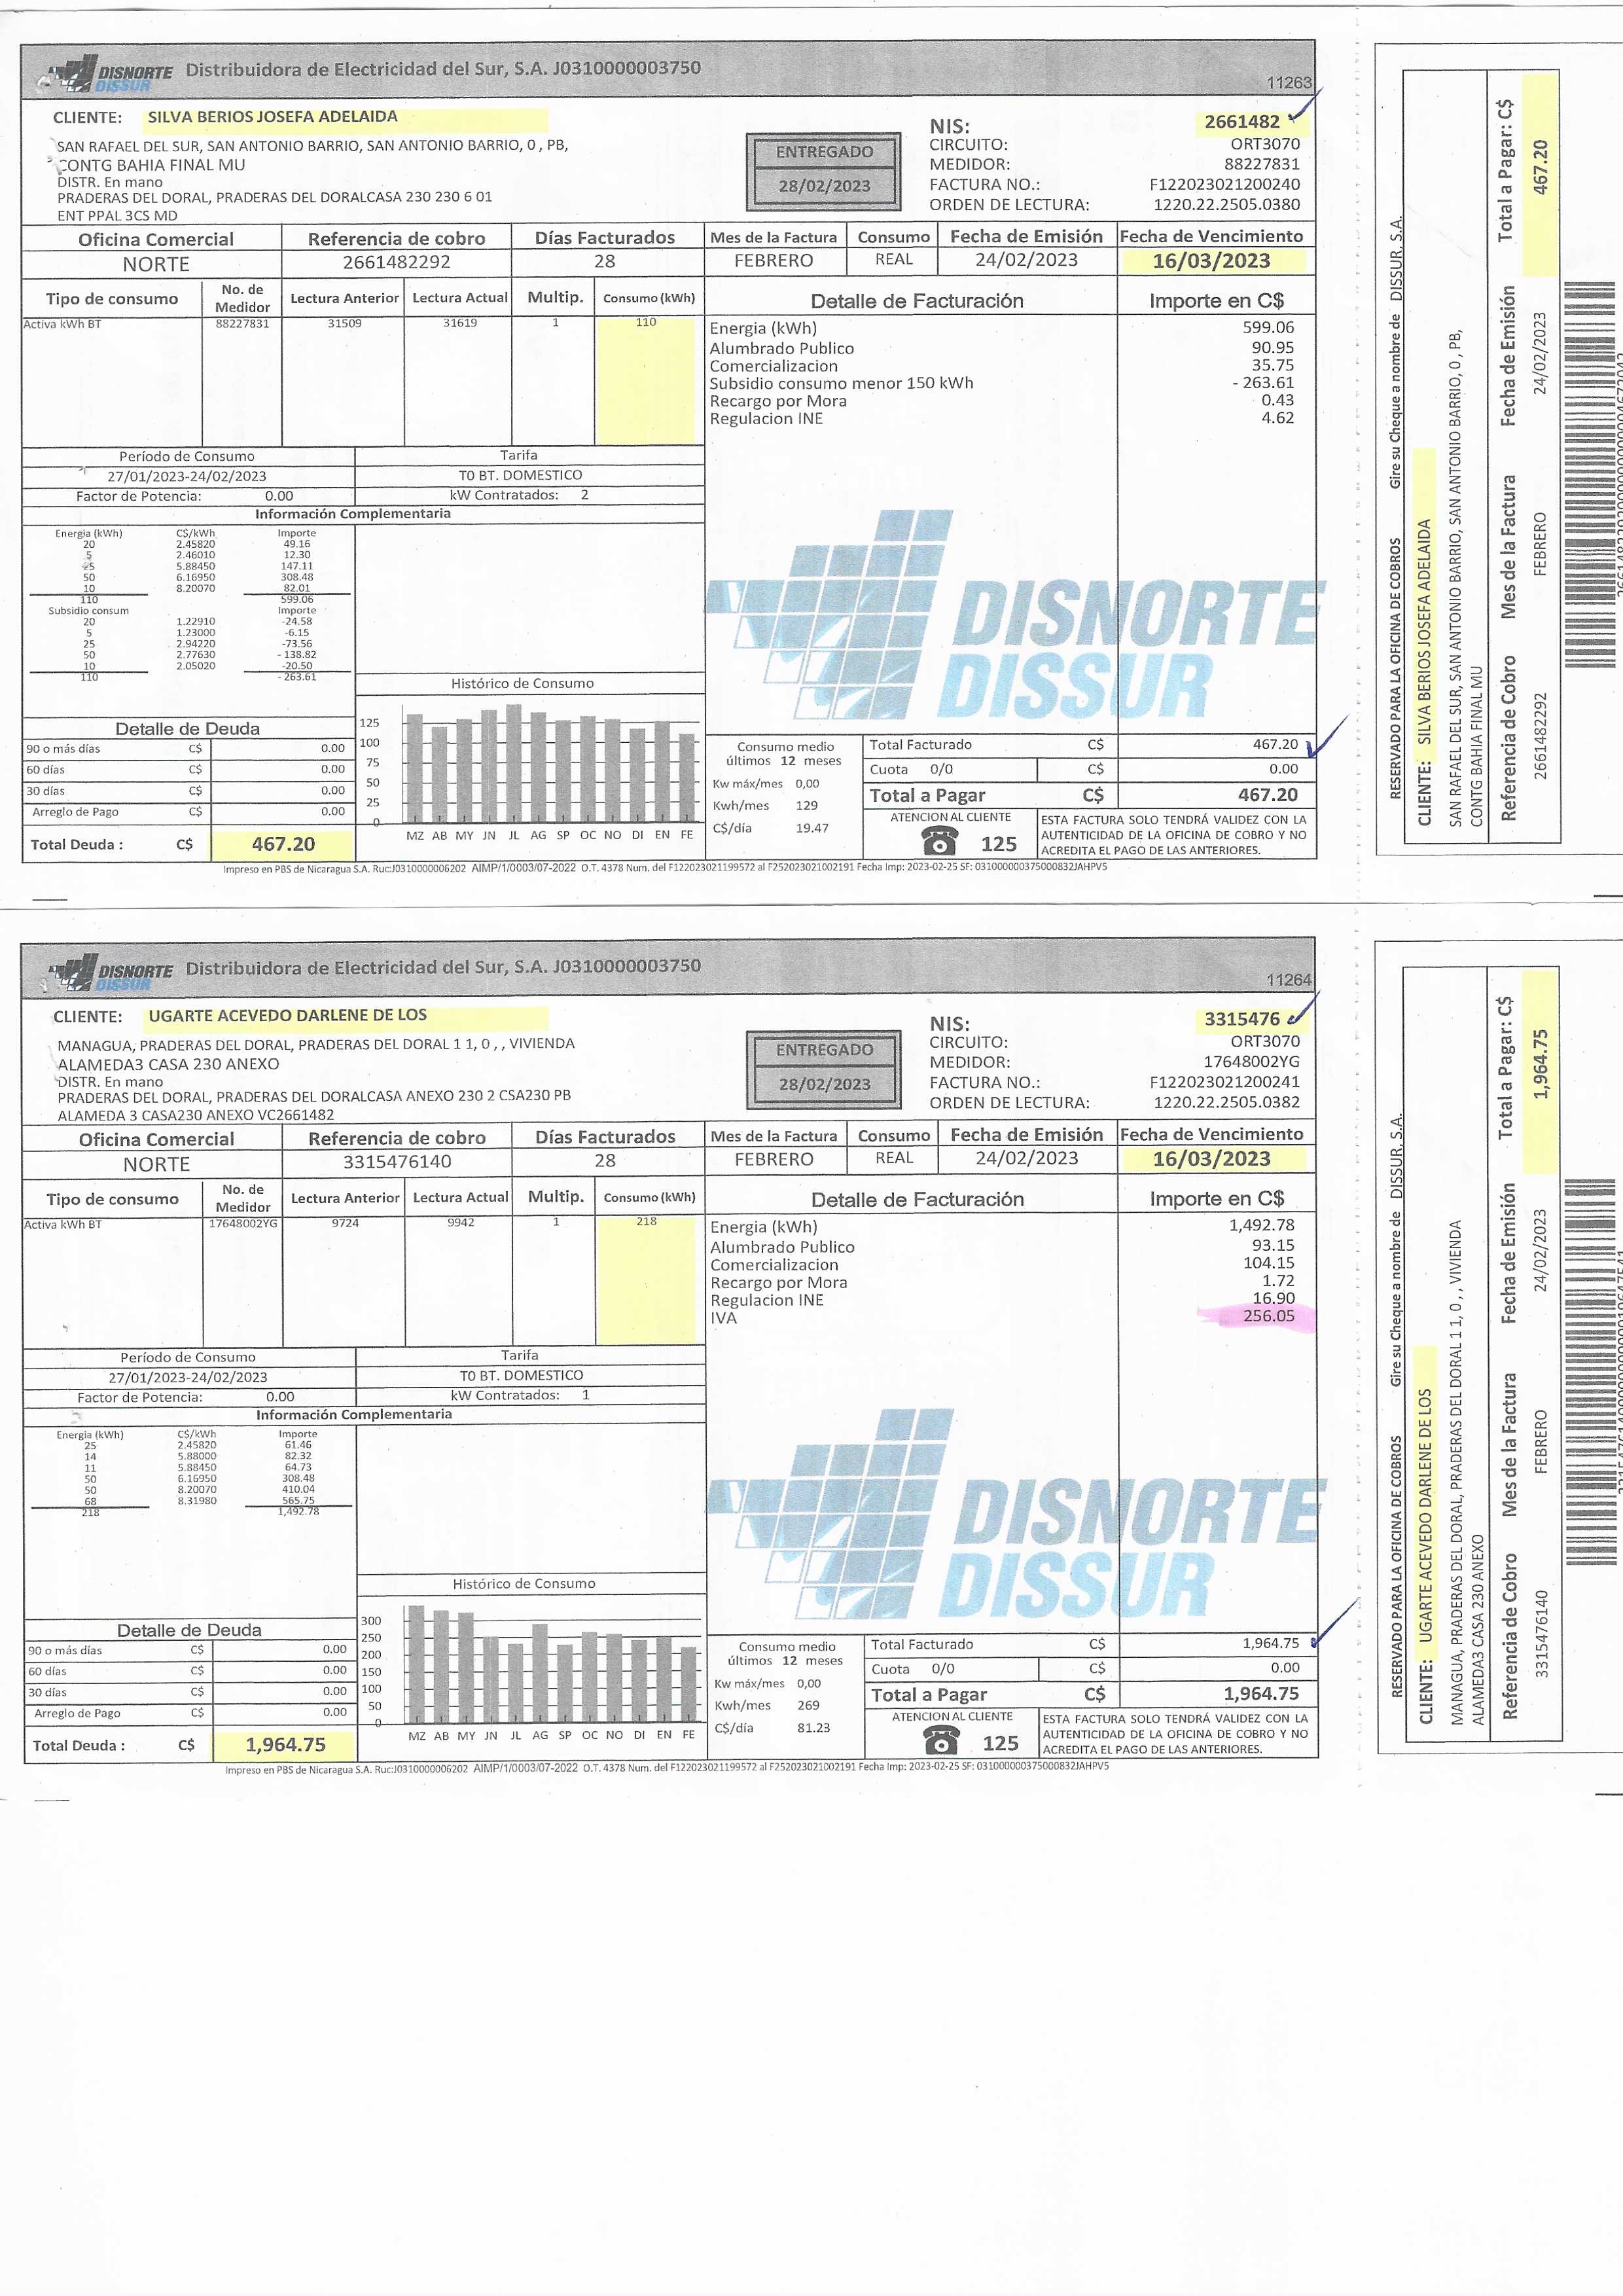 DISNORTE DISSUR Distribuidora de Electricidad del Sur, S.A. J0310000003750
11263
CLIENTE: SILVA BERIOS JOSEFA ADELAIDA
SAN RAFAEL DEL SUR, SAN ANTONIO BARRIO, SAN ANTONIO BARRIO, 0 , PB,
CONTG BAHIA FINAL MU
DISTR. En mano
PRADERAS DEL DORAL, PRADERAS DEL DORALCASA 230 230 6 01
ENT PPAL 3CS MD
ENTREGADO
28/02/2023
NIS: 2661482
CIRCUITO: ORT3070
MEDIDOR: 88227831
FACTURA NO.: F122023021200240
ORDEN DE LECTURA: 1220.22.2505.0380
Oficina Comercial Referencia de cobro Días Facturados Mes de la Factura Consumo Fecha de Emisión Fecha de Vencimiento
NORTE 2661482292 28 FEBRERO REAL 24/02/2023 16/03/2023
Tipo de consumo No. de Medidor Lectura Anterior Lectura Actual Multip. Consumo (kWh)
Activa kWh BT 88227831 31509 31619 1 110
Detalle de Facturación Importe en C$
Energia (kWh) 599.06
Alumbrado Publico 90.95
Comercializacion 35.75
Subsidio consumo menor 150 kWh - 263.61
Recargo por Mora 0.43
Regulacion INE 4.62
Período de Consumo Tarifa
27/01/2023-24/02/2023 T0 BT. DOMESTICO
Factor de Potencia: 0.00 kW Contratados: 2
Información Complementaria
Energia (kWh) C$/kWh Importe
20 2.45820 49.16
5 2.46010 12.30
5.88450 147.11
50 6.16950 308.48
10 8.20070 82.01
110 599.06
Subsidio consum Importe
20 1.22910 -24.58
5 1.23000 -6.15
25 2.94220 -73.56
50 2.77630 - 138.82
10 2.05020 -20.50
110 - 263.61
DISNORTE
DISSUR
Histórico de Consumo
125
100
75
50
25
0
MZ AB MY JN JL AG SP OC NO DI EN FE
Detalle de Deuda
90 o más días C$ 0.00
60 días C$ 0.00
30 días C$ 0.00
Arreglo de Pago C$ 0.00
Total Deuda : C$ 467.20
Consumo medio
últimos 12 meses
Kw máx/mes 0,00
Kwh/mes 129
C$/día 19.47
Total Facturado C$ 467.20
Cuota 0/0 C$ 0.00
Total a Pagar C$ 467.20
ATENCION AL CLIENTE
125
ESTA FACTURA SOLO TENDRÁ VALIDEZ CON LA
AUTENTICIDAD DE LA OFICINA DE COBRO Y NO
ACREDITA EL PAGO DE LAS ANTERIORES.
Impreso en PBS de Nicaragua S.A. Ruc:J0310000006202 AIMP/1/0003/07-2022 O.T. 4378 Num. del F122023021199572 al F252023021002191 Fecha Imp: 2023-02-25 SF: 031000000375000832JAHPV5
RESERVADO PARA LA OFICINA DE COBROS Gire su Cheque a nombre de DISSUR, S.A.
CLIENTE: SILVA BERIOS JOSEFA ADELAIDA
SAN RAFAEL DEL SUR, SAN ANTONIO BARRIO, SAN ANTONIO BARRIO, 0 , PB,
CONTG BAHIA FINAL MU
Referencia de Cobro Mes de la Factura Fecha de Emisión Total a Pagar: C$
2661482292 FEBRERO 24/02/2023 467.20
DISNORTE DISSUR Distribuidora de Electricidad del Sur, S.A. J0310000003750
11264
CLIENTE: UGARTE ACEVEDO DARLENE DE LOS
MANAGUA, PRADERAS DEL DORAL, PRADERAS DEL DORAL 1 1, 0 , , VIVIENDA
ALAMEDA3 CASA 230 ANEXO
DISTR. En mano
PRADERAS DEL DORAL, PRADERAS DEL DORALCASA ANEXO 230 2 CSA230 PB
ALAMEDA 3 CASA230 ANEXO VC2661482
ENTREGADO
28/02/2023
NIS: 3315476
CIRCUITO: ORT3070
MEDIDOR: 17648002YG
FACTURA NO.: F122023021200241
ORDEN DE LECTURA: 1220.22.2505.0382
Oficina Comercial Referencia de cobro Días Facturados Mes de la Factura Consumo Fecha de Emisión Fecha de Vencimiento
NORTE 3315476140 28 FEBRERO REAL 24/02/2023 16/03/2023
Tipo de consumo No. de Medidor Lectura Anterior Lectura Actual Multip. Consumo (kWh)
Activa kWh BT 17648002YG 9724 9942 1 218
Detalle de Facturación Importe en C$
Energia (kWh) 1,492.78
Alumbrado Publico 93.15
Comercializacion 104.15
Recargo por Mora 1.72
Regulacion INE 16.90
IVA 256.05
Período de Consumo Tarifa
27/01/2023-24/02/2023 T0 BT. DOMESTICO
Factor de Potencia: 0.00 kW Contratados: 1
Información Complementaria
Energia (kWh) C$/kWh Importe
25 2.45820 61.46
14 5.88000 82.32
11 5.88450 64.73
50 6.16950 308.48
50 8.20070 410.04
68 8.31980 565.75
218 1,492.78
DISNORTE
DISSUR
Histórico de Consumo
300
250
200
150
100
50
0
MZ AB MY JN JL AG SP OC NO DI EN FE
Detalle de Deuda
90 o más días C$ 0.00
60 días C$ 0.00
30 días C$ 0.00
Arreglo de Pago C$ 0.00
Total Deuda : C$ 1,964.75
Consumo medio
últimos 12 meses
Kw máx/mes 0,00
Kwh/mes 269
C$/día 81.23
Total Facturado C$ 1,964.75
Cuota 0/0 C$ 0.00
Total a Pagar C$ 1,964.75
ATENCION AL CLIENTE
125
ESTA FACTURA SOLO TENDRÁ VALIDEZ CON LA
AUTENTICIDAD DE LA OFICINA DE COBRO Y NO
ACREDITA EL PAGO DE LAS ANTERIORES.
Impreso en PBS de Nicaragua S.A. Ruc:J0310000006202 AIMP/1/0003/07-2022 O.T. 4378 Num. del F122023021199572 al F252023021002191 Fecha Imp: 2023-02-25 SF: 031000000375000832JAHPV5
RESERVADO PARA LA OFICINA DE COBROS Gire su Cheque a nombre de DISSUR, S.A.
CLIENTE: UGARTE ACEVEDO DARLENE DE LOS
MANAGUA, PRADERAS DEL DORAL, PRADERAS DEL DORAL 1 1, 0 , , VIVIENDA
ALAMEDA3 CASA 230 ANEXO
Referencia de Cobro Mes de la Factura Fecha de Emisión Total a Pagar: C$
3315476140 FEBRERO 24/02/2023 1,964.75